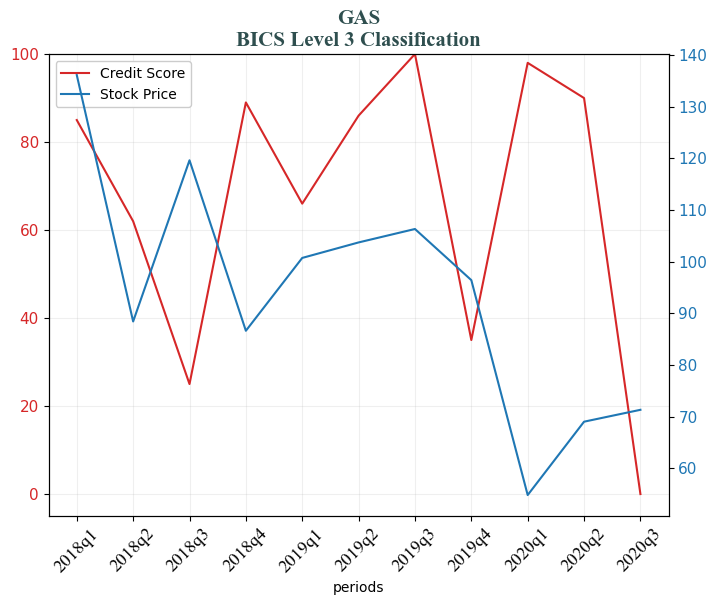 GAS
BICS Level 3 Classification
Credit Score
Stock Price
100
80
60
40
20
0
140
130
120
110
100
90
80
70
60
2018q1
2018q2
2018q3
2018q4
2019q1
2019q2
2019q3
2019q4
2020q1
2020q2
2020q3
periods